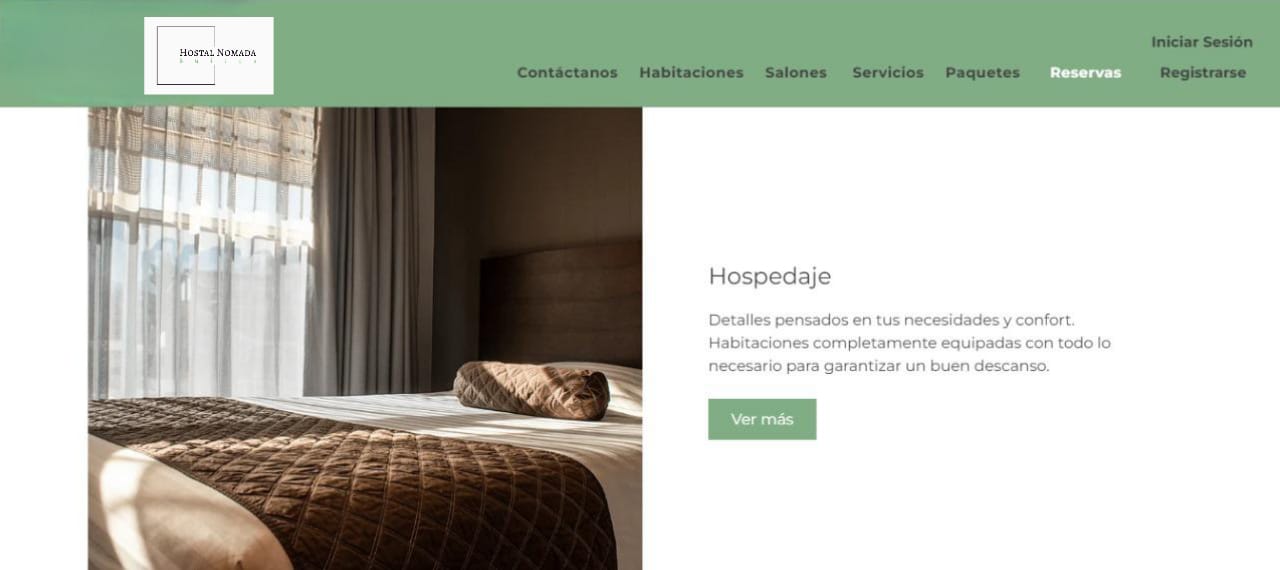 Hostal Nomada
Iniciar Sesión
Contáctanos Habitaciones Salones Servicios Paquetes Reservas Registrarse
Hospedaje
Detalles pensados en tus necesidades y confort.
Habitaciones completamente equipadas con todo lo
necesario para garantizar un buen descanso.
Ver más